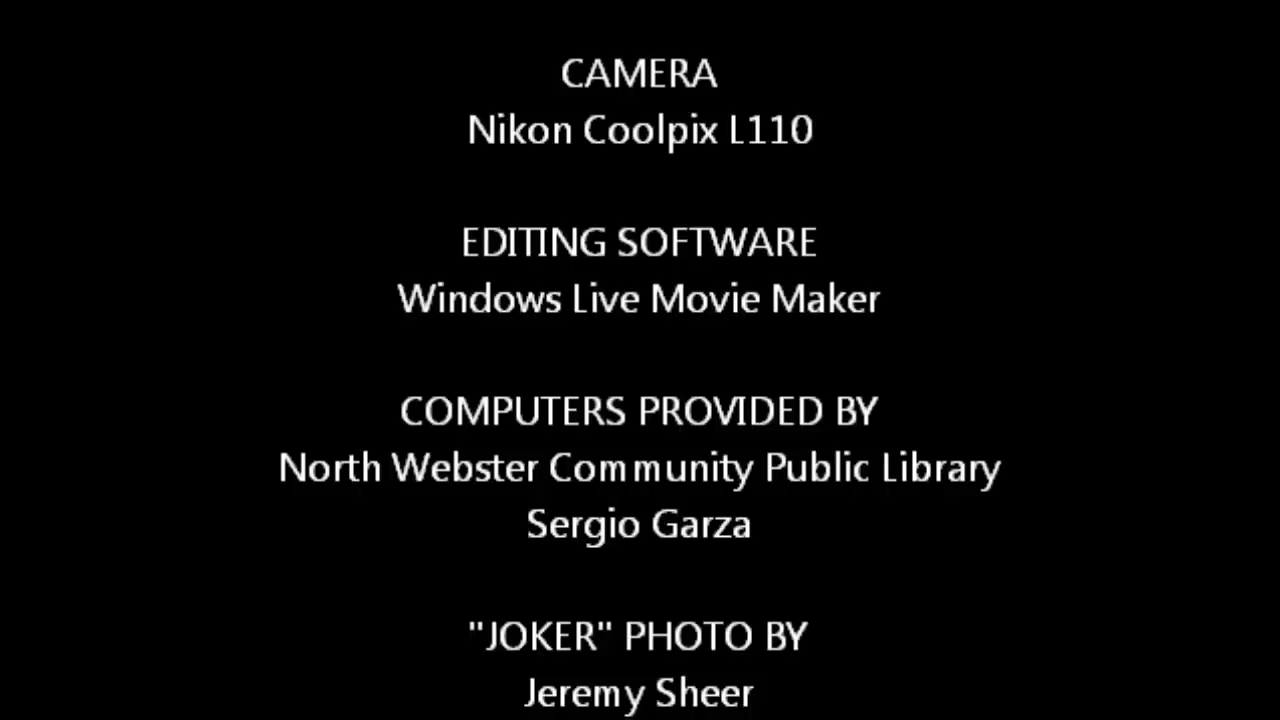 CAMERA
Nikon Coolpix L110
EDITING SOFTWARE
Windows Live Movie Maker
COMPUTERS PROVIDED BY
North Webster Community Public Library
Sergio Garza
"JOKER" PHOTO BY
Jeremy Sheer